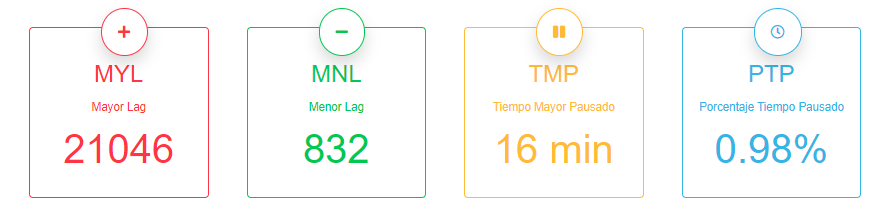 MYL
Mayor Lag
21046
MNL
Menor Lag
832
TMP
Tiempo Mayor Pausado
16 min
PTP
Porcentaje Tiempo Pausado
0.98%